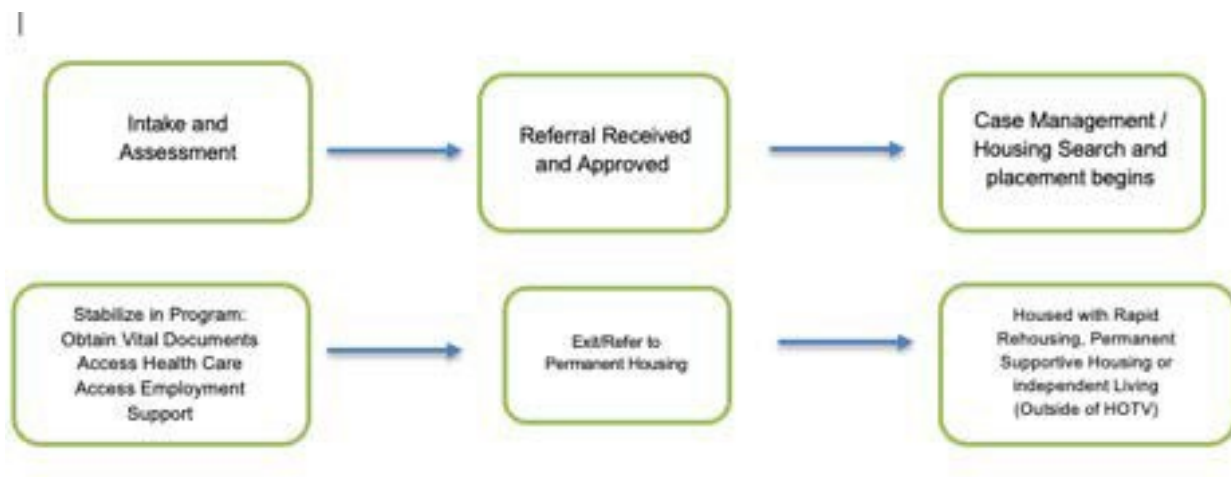 Intake and
Assessment
Referral Received
and Approved
Case Management /
Housing Search and
placement begins
Stabilize in Program:
Obtain Vital Documents
Access Health Care
Access Employment
Support
Exit/Refer to
Permanent Housing
Housed with Rapid
Rehousing, Permanent
Supportive Housing or
independent Living
(Outside of HOTV)